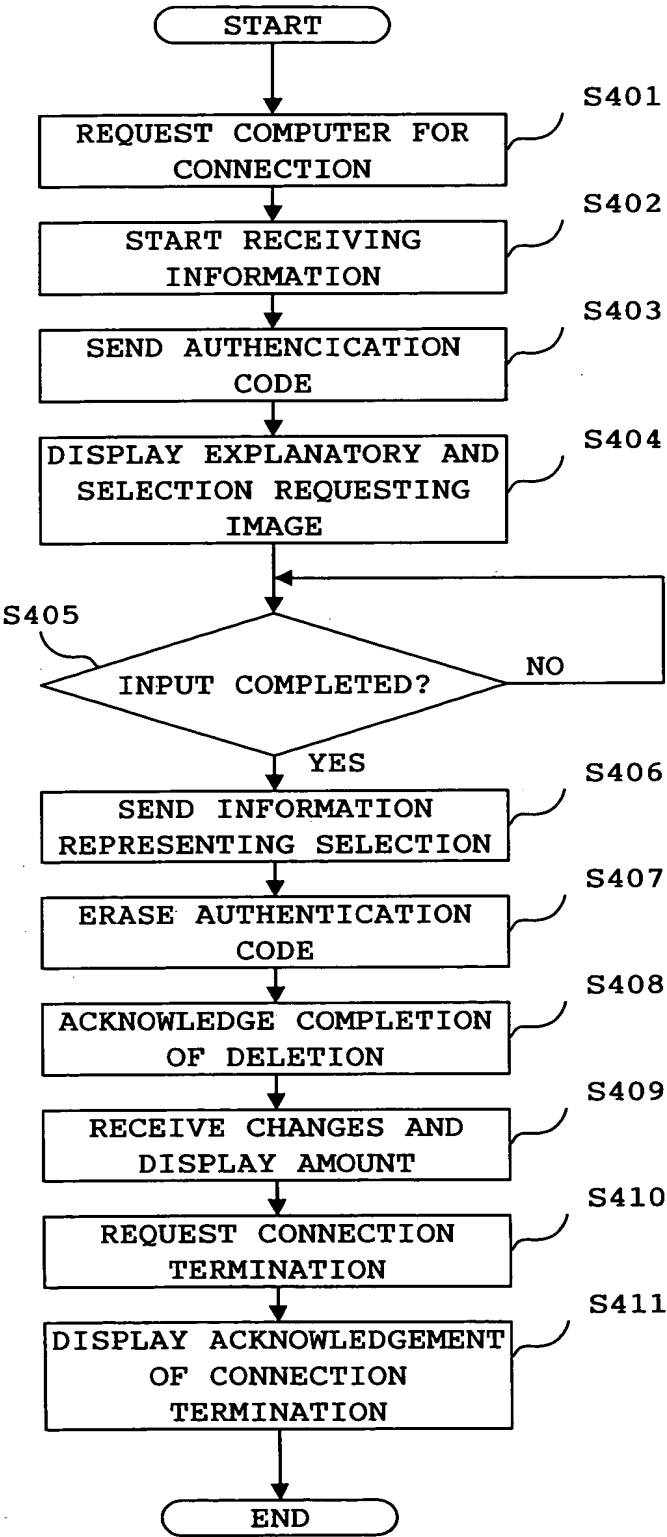 START
S401
REQUEST COMPUTER FOR
CONNECTION
S402
START RECEIVING
INFORMATION
S403
SEND AUTHENCICATION
CODE
S404
DISPLAY EXPLANATORY AND
SELECTION REQUESTING
IMAGE
S405
INPUT COMPLETED?
NO
YES
S406
SEND INFORMATION
REPRESENTING SELECTION
S407
ERASE AUTHENTICATION
CODE
S408
ACKNOWLEDGE COMPLETION
OF DELETION
S409
RECEIVE CHANGES AND
DISPLAY AMOUNT
S410
REQUEST CONNECTION
TERMINATION
S411
DISPLAY ACKNOWLEDGEMENT
OF CONNECTION
TERMINATION
END